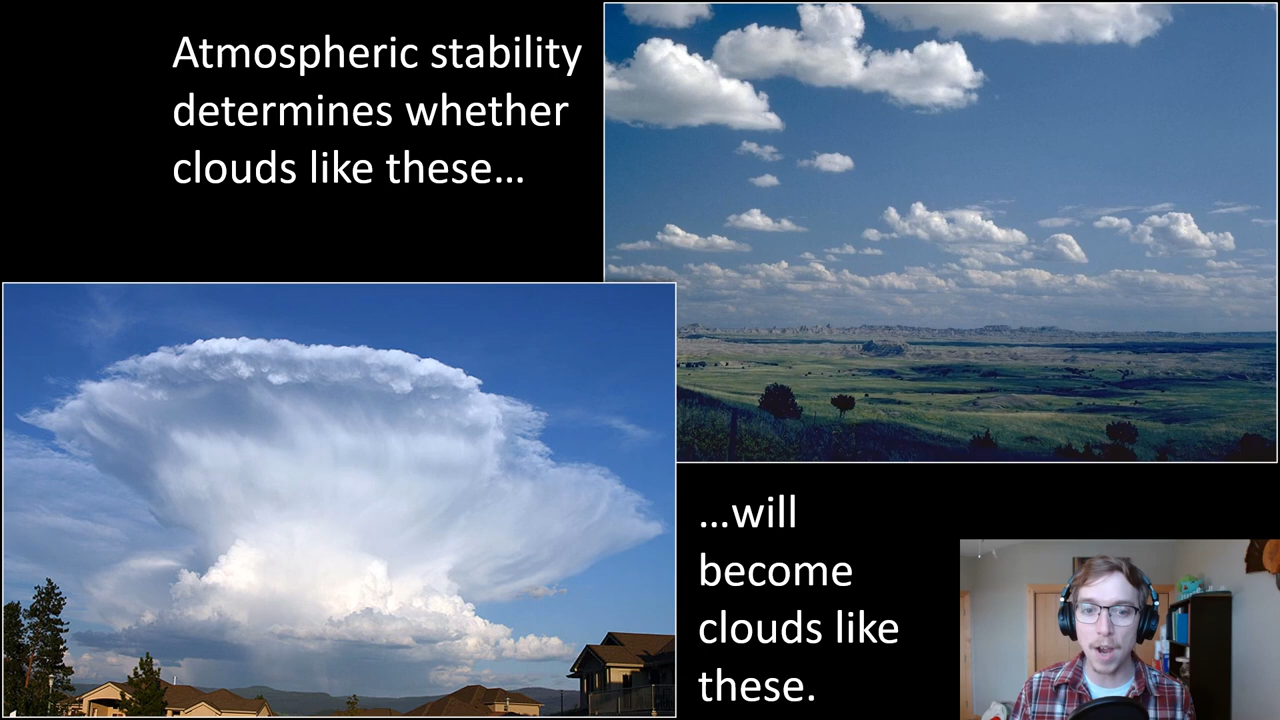 Atmospheric stability
determines whether
clouds like these…
…will
become
clouds like
these.